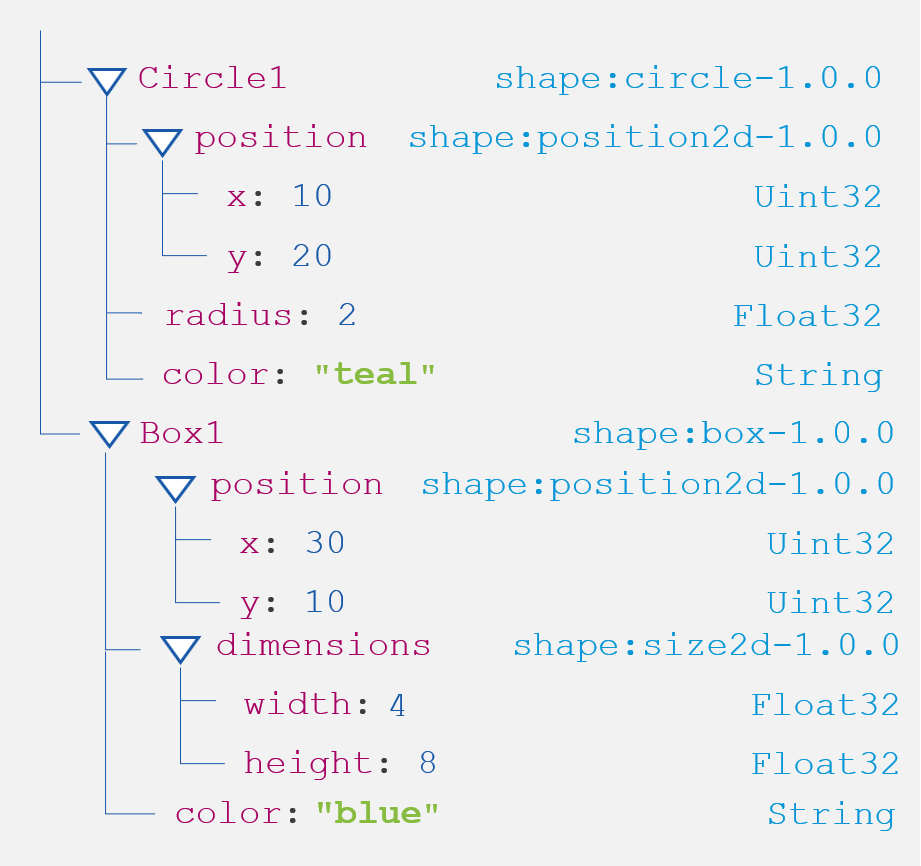 Circle1 shape:circle-1.0.0
position shape:position2d-1.0.0
x: 10 Uint32
y: 20 Uint32
radius: 2 Float32
color: "teal" String
Box1 shape:box-1.0.0
position shape:position2d-1.0.0
x: 30 Uint32
y: 10 Uint32
dimensions shape:size2d-1.0.0
width: 4 Float32
height: 8 Float32
color: "blue" String